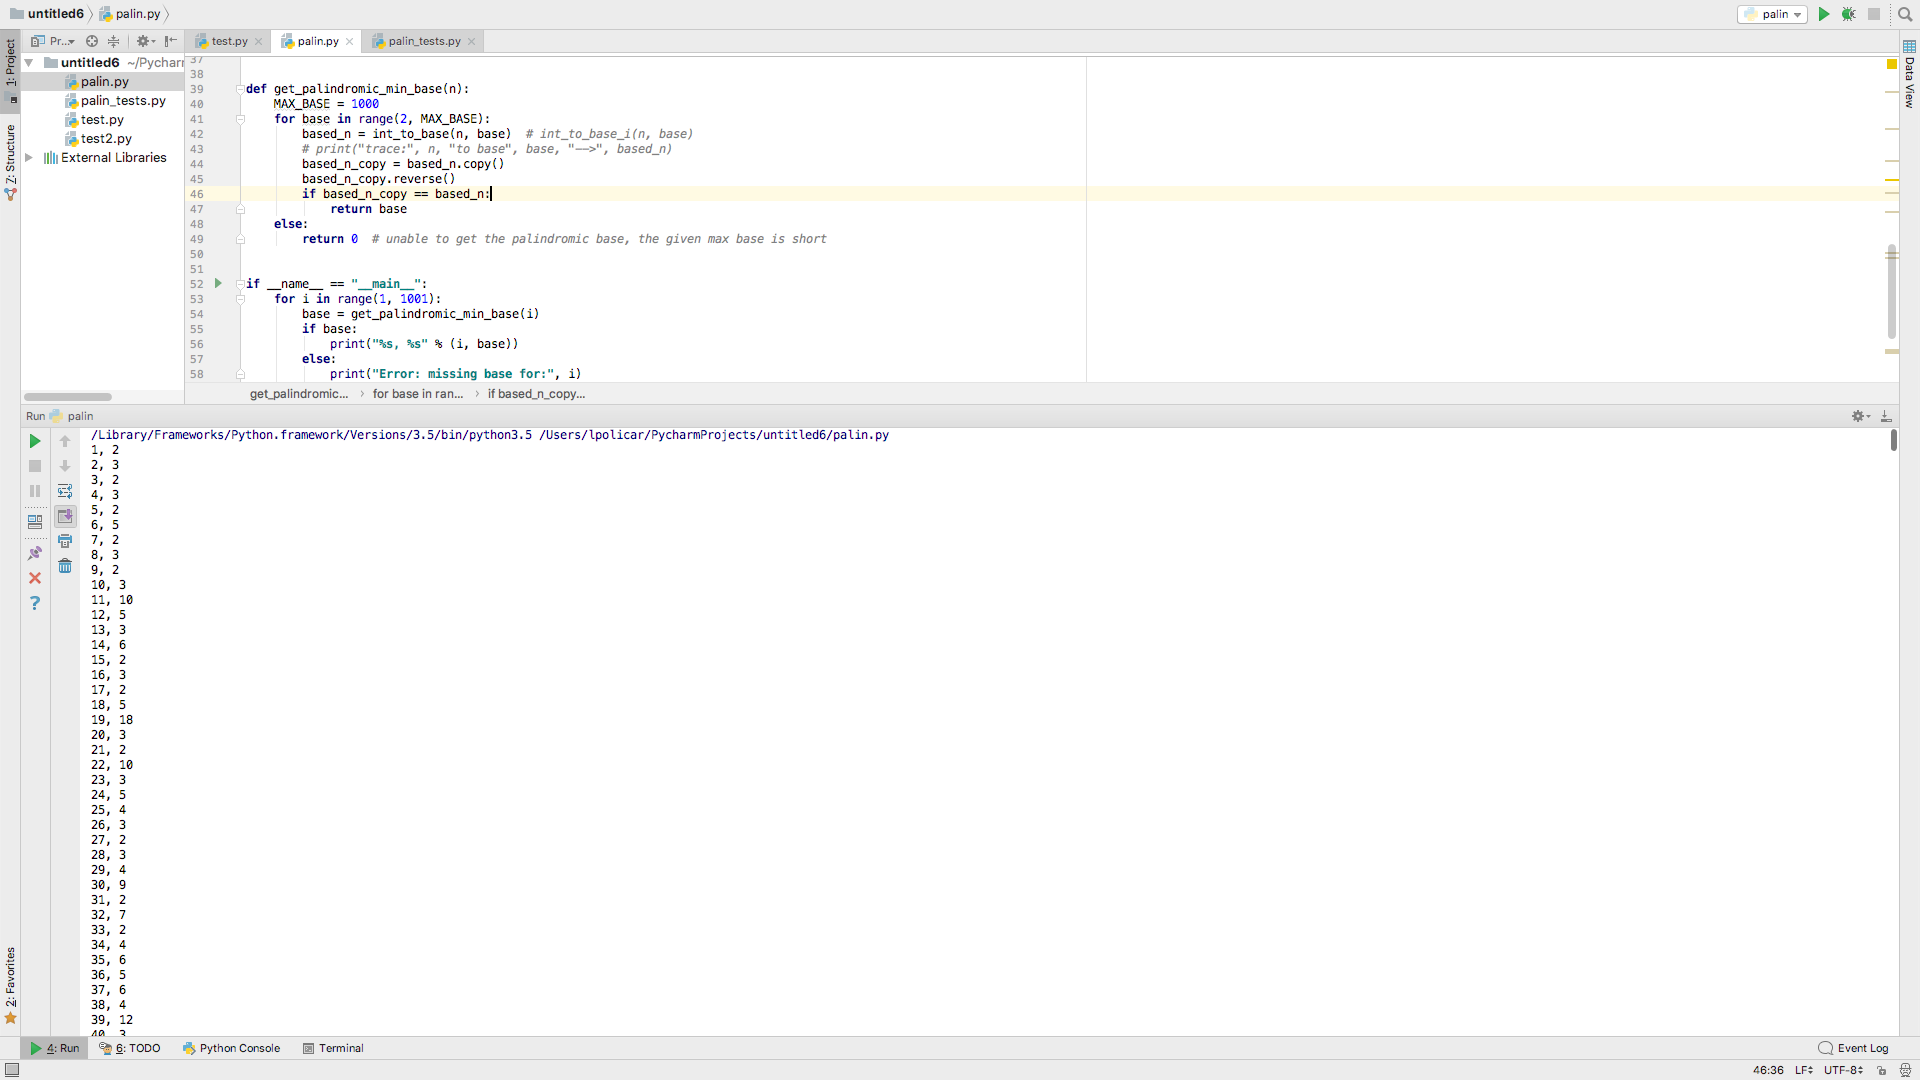 untitled6 palin.py
palin
Pr...
test.py palin.py palin_tests.py
1: Project
Z: Structure
2: Favorites
Data View
untitled6 ~/Pycharr
palin.py
palin_tests.py
test.py
test2.py
External Libraries
37
38
39 def get_palindromic_min_base(n):
40 MAX_BASE = 1000
41 for base in range(2, MAX_BASE):
42 based_n = int_to_base(n, base)  # int_to_base_i(n, base)
43 # print("trace:", n, "to base", base, "-->", based_n)
44 based_n_copy = based_n.copy()
45 based_n_copy.reverse()
46 if based_n_copy == based_n:
47 return base
48 else:
49 return 0  # unable to get the palindromic base, the given max base is short
50
51
52 if __name__ == "__main__":
53 for i in range(1, 1001):
54 base = get_palindromic_min_base(i)
55 if base:
56 print("%s, %s" % (i, base))
57 else:
58 print("Error: missing base for:", i)
get_palindromic... for base in ran... if based_n_copy...
Run palin
/Library/Frameworks/Python.framework/Versions/3.5/bin/python3.5 /Users/lpolicar/PycharmProjects/untitled6/palin.py
1, 2
2, 3
3, 2
4, 3
5, 2
6, 5
7, 2
8, 3
9, 2
10, 3
11, 10
12, 5
13, 3
14, 6
15, 2
16, 3
17, 2
18, 5
19, 18
20, 3
21, 2
22, 10
23, 3
24, 5
25, 4
26, 3
27, 2
28, 3
29, 4
30, 9
31, 2
32, 7
33, 2
34, 4
35, 6
36, 5
37, 6
38, 4
39, 12
40, 3
4: Run 6: TODO Python Console Terminal Event Log
46:36 LF UTF-8